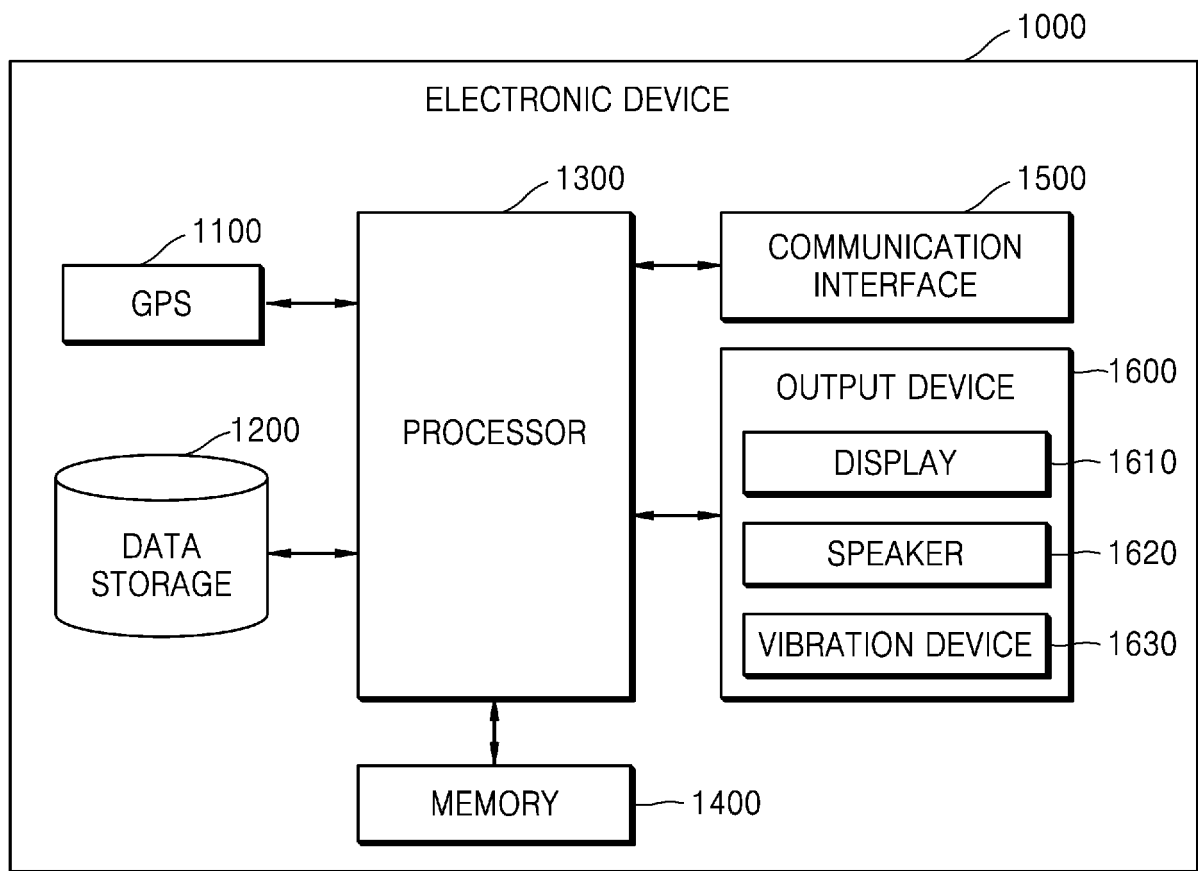 1000
ELECTRONIC DEVICE
1300
1500
1100
COMMUNICATION
INTERFACE
GPS
1600
OUTPUT DEVICE
1200
PROCESSOR
DISPLAY
1610
DATA
STORAGE
SPEAKER
1620
VIBRATION DEVICE
1630
MEMORY
1400